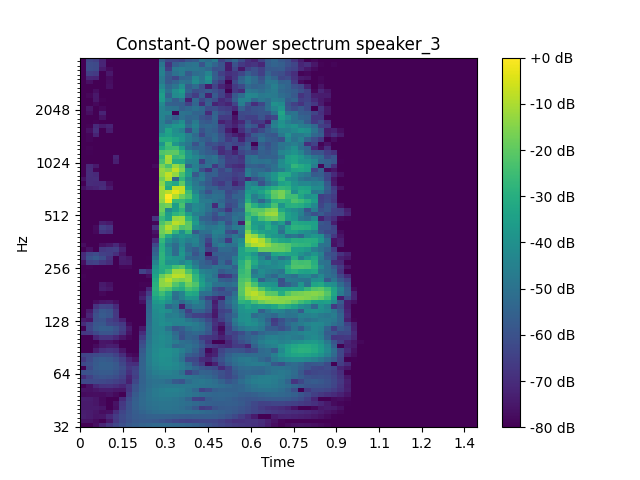 Constant-Q power spectrum speaker_3
Hz
2048
1024
512
256
128
64
32
0 0.15 0.3 0.45 0.6 0.75 0.9 1.1 1.2 1.4
Time
+0 dB
-10 dB
-20 dB
-30 dB
-40 dB
-50 dB
-60 dB
-70 dB
-80 dB